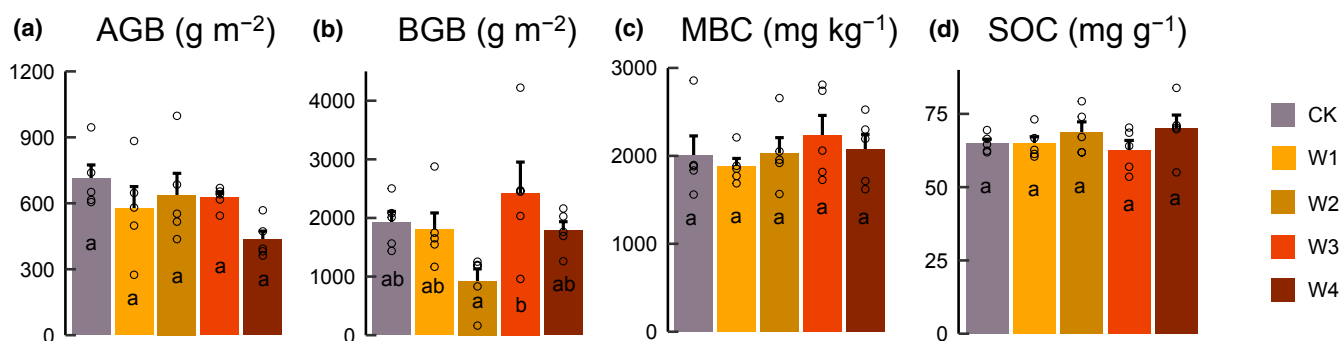 (a) AGB (g m⁻²)
1200
900
600
300
0
a
a
a
a
a
(b) BGB (g m⁻²)
4000
3000
2000
1000
0
ab
ab
a
b
ab
(c) MBC (mg kg⁻¹)
3000
2000
1000
0
a
a
a
a
a
(d) SOC (mg g⁻¹)
75
50
25
0
a
a
a
a
a
CK
W1
W2
W3
W4